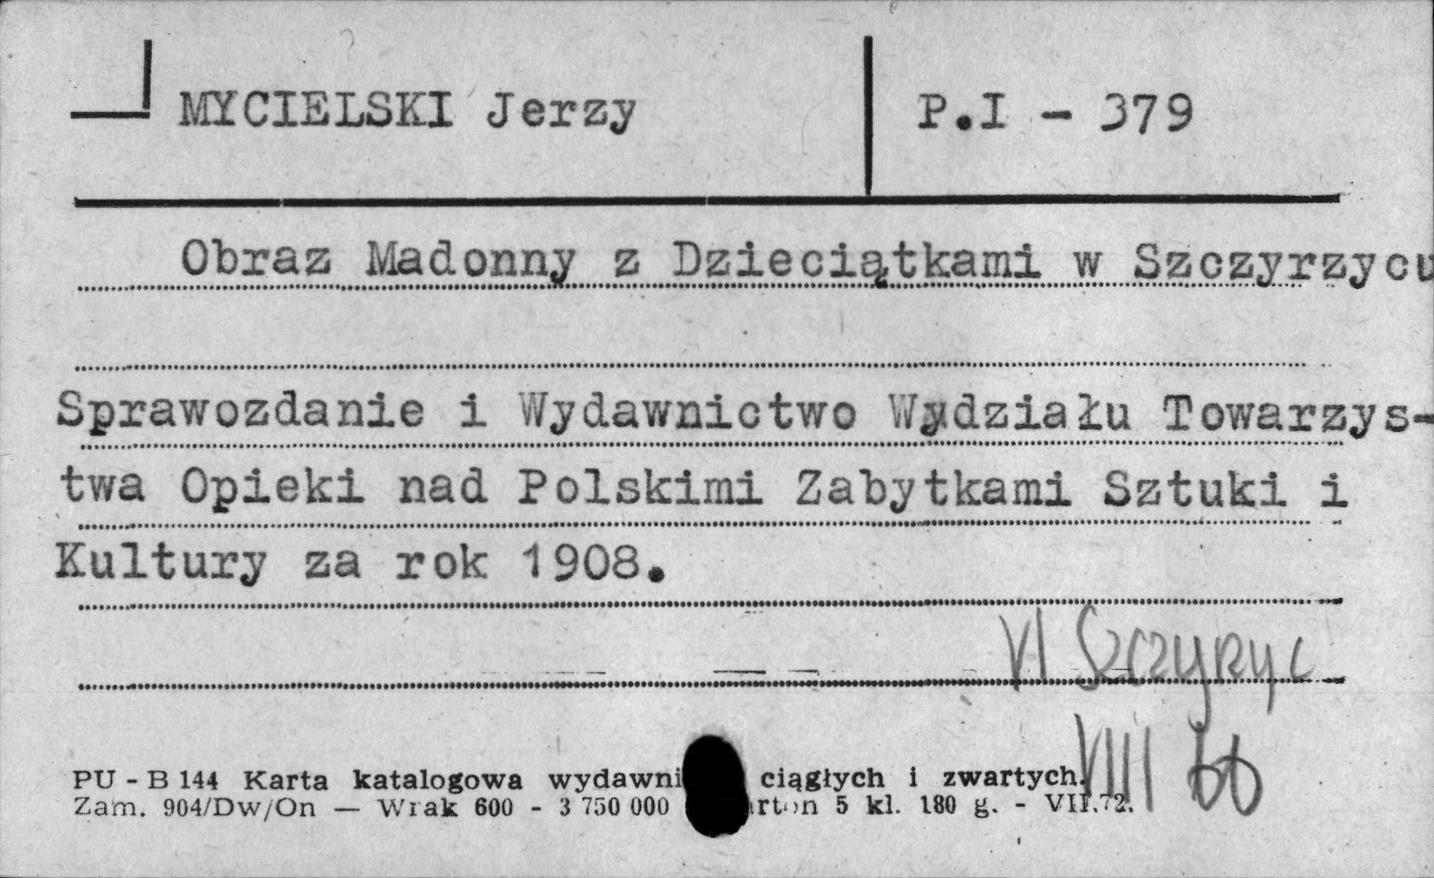 MYCIELSKI Jerzy
P.I - 379
Obraz Madonny z Dzieciątkami w Szczyrzycu
Sprawozdanie i Wydawnictwo Wydziału Towarzys-
twa Opieki nad Polskimi Zabytkami Sztuki i
Kultury za rok 1908.
VI Szczyrzyc
VIII bb
PU - B 144 Karta katalogowa wydawni ciągłych i zwartych.
Zam. 904/Dw/On — Wrak 600 - 3 750 000 rton 5 kl. 180 g. - VII.72.